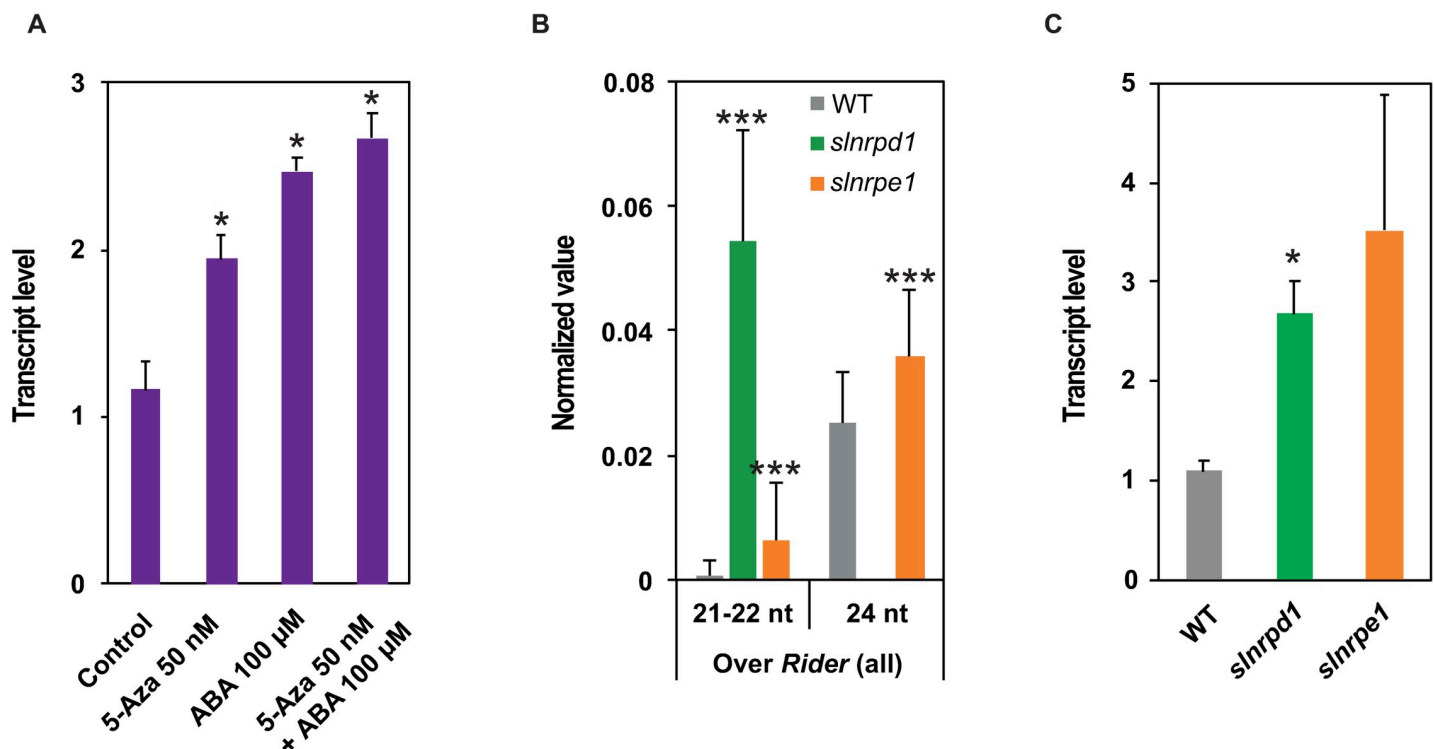 A
Transcript level
3
2
1
0
*
*
*
Control
5-Aza 50 nM
ABA 100 µM
5-Aza 50 nM
+ ABA 100 µM
B
Normalized value
0.08
0.06
0.04
0.02
0
WT
slnrpd1
slnrpe1
***
***
***
21-22 nt
24 nt
Over Rider (all)
C
Transcript level
5
4
3
2
1
0
*
WT
slnrpd1
slnrpe1